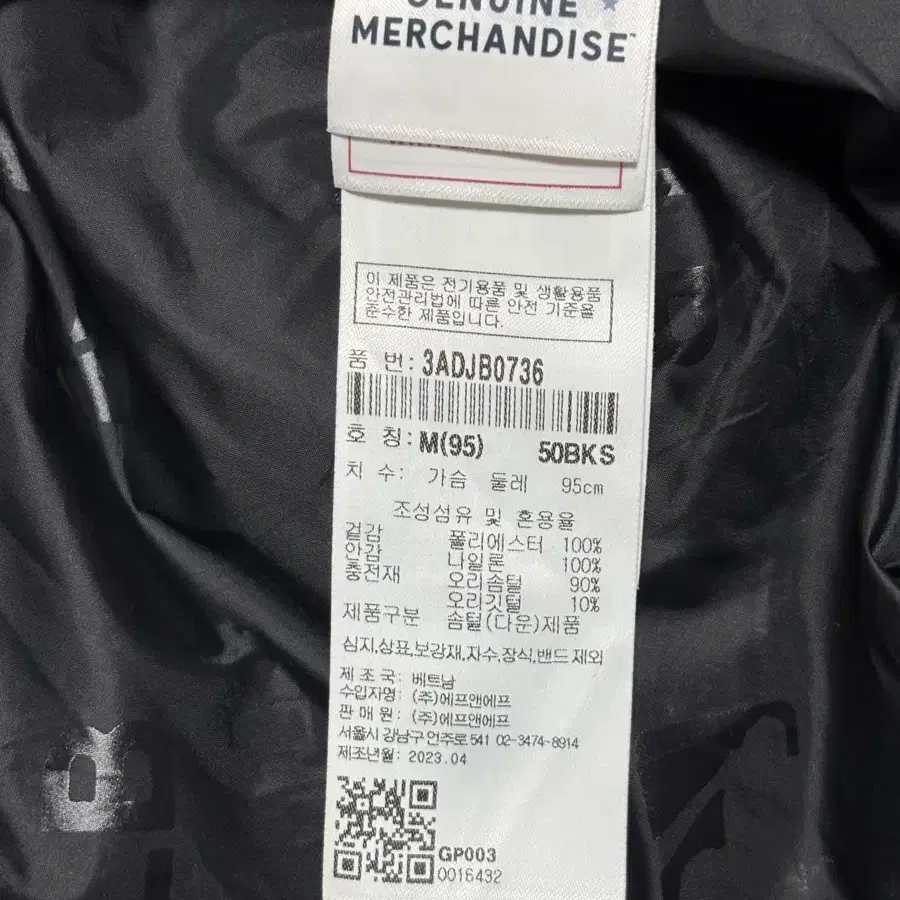 GENUINE
MERCHANDISE™
이 제품은 전기용품 및 생활용품
안전관리법에 따른 안전 기준을
준수한 제품입니다.
품 번: 3ADJB0736
호 칭: M(95) 50BKS
치 수: 가슴 둘레 95cm
조성섬유 및 혼용율
겉감 폴리에스터 100%
안감 나일론 100%
충전재 오리솜털 90%
오리깃털 10%
제품구분 솜털(다운)제품
심지,상표,보강재,자수,장식,밴드 제외
제 조 국: 베트남
수입자명: (주)에프앤에프
판 매 원: (주)에프앤에프
서울시 강남구 언주로 541 02-3474-8914
제조년월: 2023.04
GP003
0016432